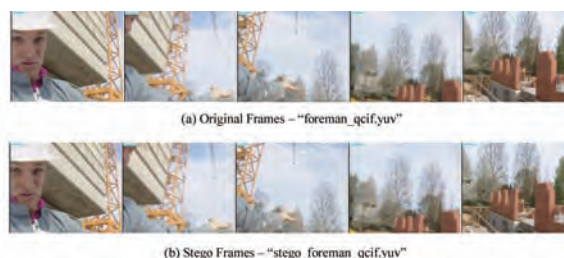 (a) Original Frames – “foreman_qcif.yuv”
(b) Stego Frames – “stego_foreman_qcif.yuv”